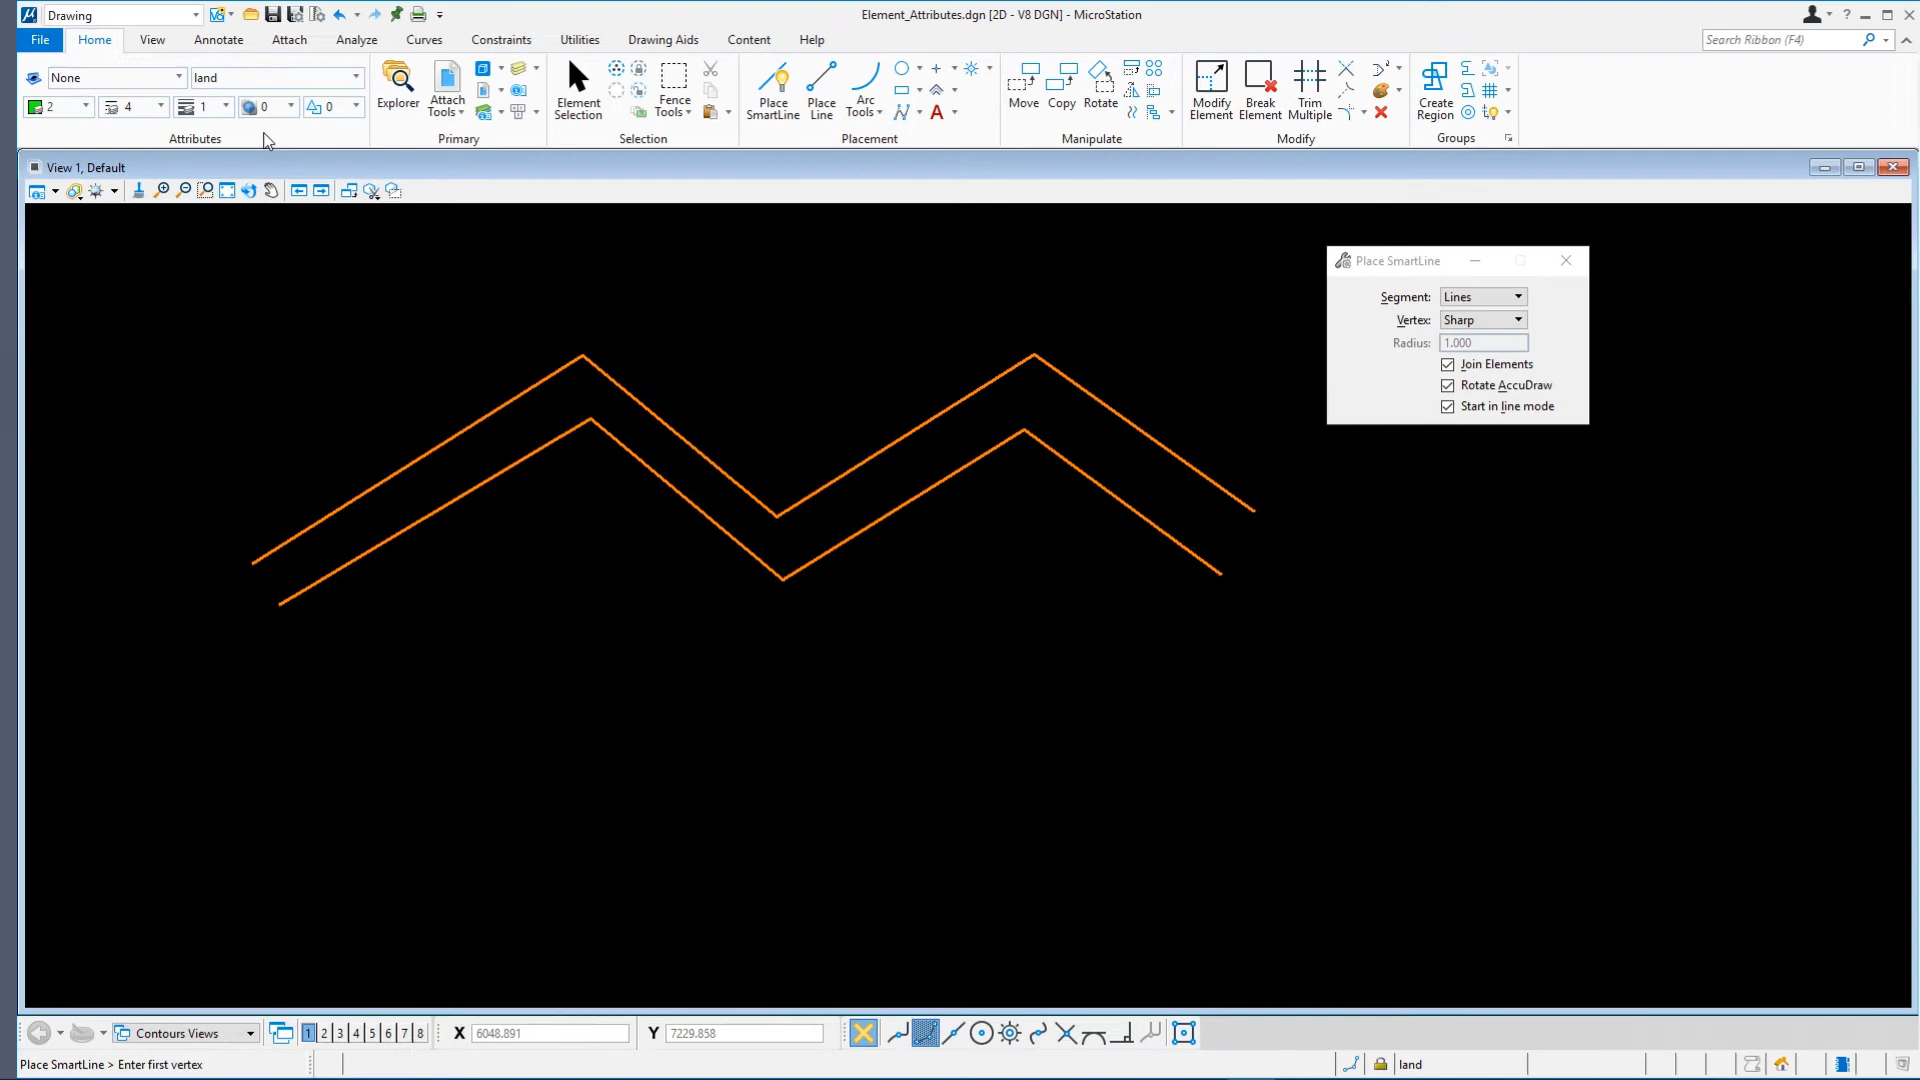 Drawing
Element_Attributes.dgn [2D - V8 DGN] - MicroStation
File Home View Annotate Attach Analyze Curves Constraints Utilities Drawing Aids Content Help
Search Ribbon (F4)
None land
2 4 1 0 0
Explorer Attach Tools
Element Selection Fence Tools
Place SmartLine Place Line Arc Tools
Move Copy Rotate
Modify Element Break Element Trim Multiple
Create Region
Attributes Primary Selection Placement Manipulate Modify Groups
View 1, Default
Place SmartLine
Segment: Lines
Vertex: Sharp
Radius: 1.000
Join Elements
Rotate AccuDraw
Start in line mode
Contours Views 1 2 3 4 5 6 7 8 X 6048.891 Y 7229.858
Place SmartLine > Enter first vertex land